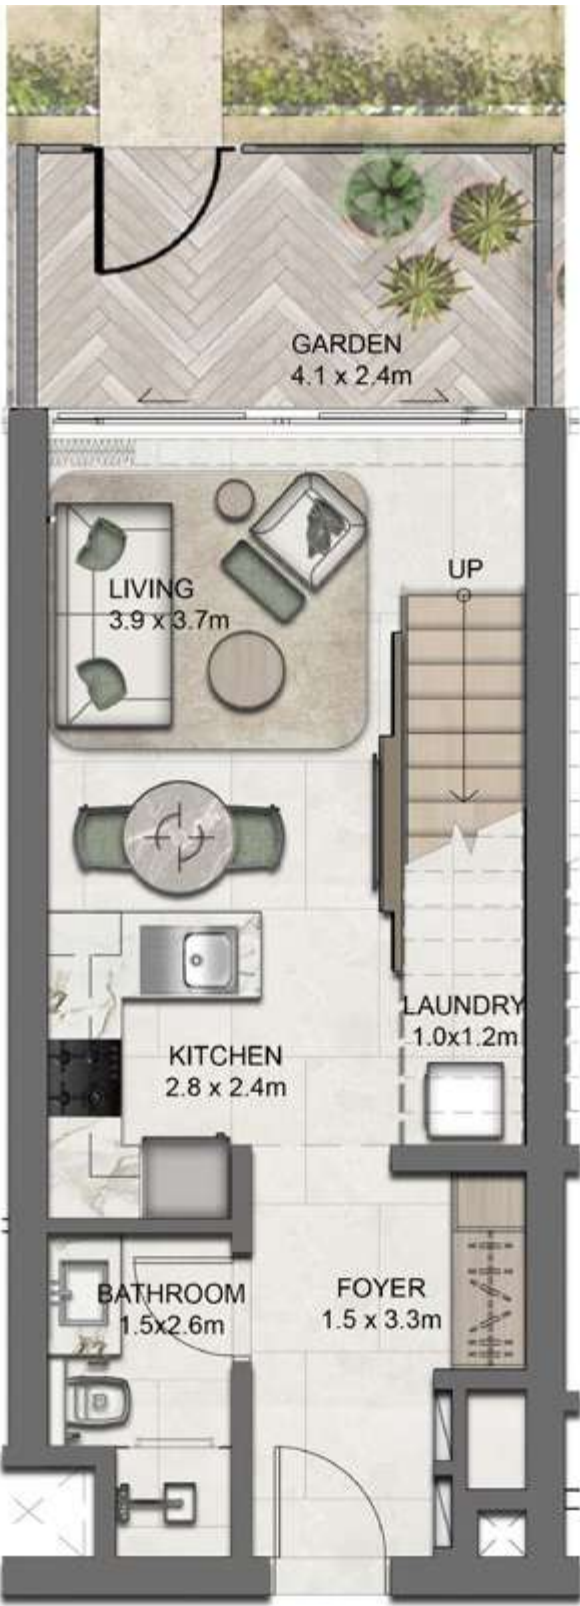 GARDEN
4.1 x 2.4m
UP
LIVING
3.9 x 3.7m
LAUNDRY
1.0x1.2m
KITCHEN
2.8 x 2.4m
BATHROOM
1.5x2.6m
FOYER
1.5 x 3.3m